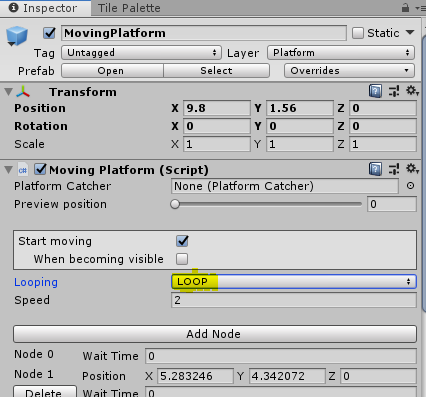 Inspector Tile Palette
MovingPlatform Static
Tag Untagged Layer Platform
Prefab Open Select Overrides
Transform
Position X 9.8 Y 1.56 Z 0
Rotation X 0 Y 0 Z 0
Scale X 1 Y 1 Z 1
Moving Platform (Script)
Platform Catcher None (Platform Catcher)
Preview position 0
Start moving
When becoming visible
Looping LOOP
Speed 2
Add Node
Node 0 Wait Time 0
Node 1 Position X 5.283246 Y 4.342072 Z 0
Delete Wait Time 0